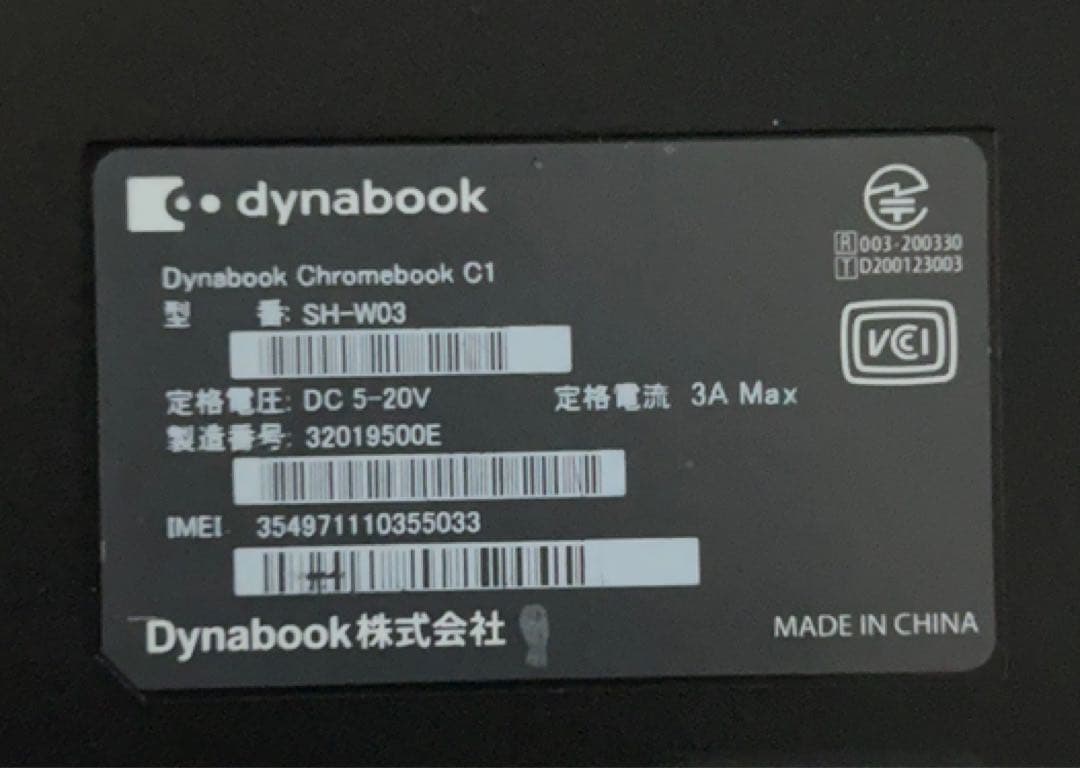 dynabook
R 003-200330
T D200123003
Dynabook Chromebook C1
型 番: SH-W03
VCCI
定格電圧: DC 5-20V 定格電流 3A Max
製造番号: 32019500E
IMEI 354971110355033
Dynabook株式会社
MADE IN CHINA